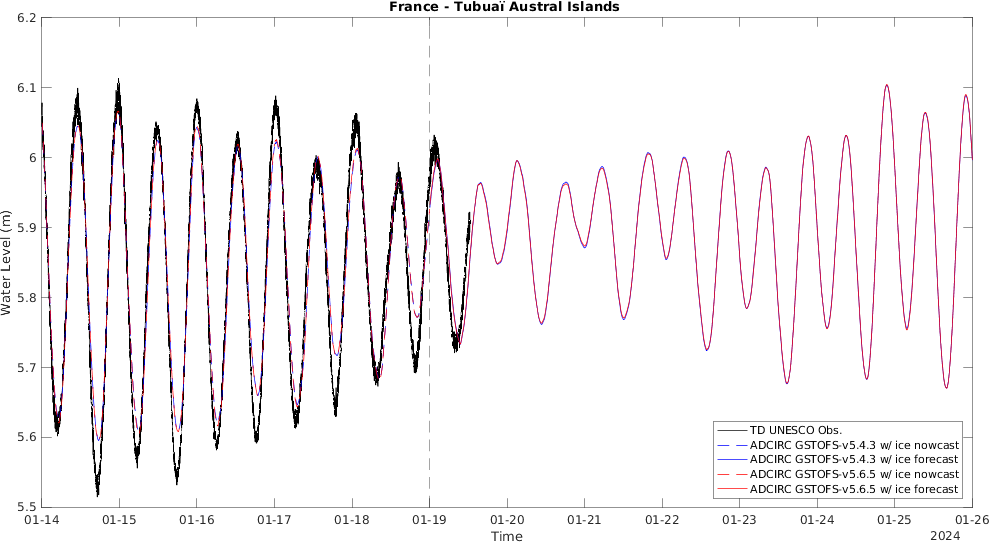 France - Tubuaï Austral Islands
6.2
6.1
6
5.9
5.8
5.7
5.6
5.5
Water Level (m)
TD UNESCO Obs.
ADCIRC GSTOFS-v5.4.3 w/ ice nowcast
ADCIRC GSTOFS-v5.4.3 w/ ice forecast
ADCIRC GSTOFS-v5.6.5 w/ ice nowcast
ADCIRC GSTOFS-v5.6.5 w/ ice forecast
01-14 01-15 01-16 01-17 01-18 01-19 01-20 01-21 01-22 01-23 01-24 01-25 01-26
Time 2024